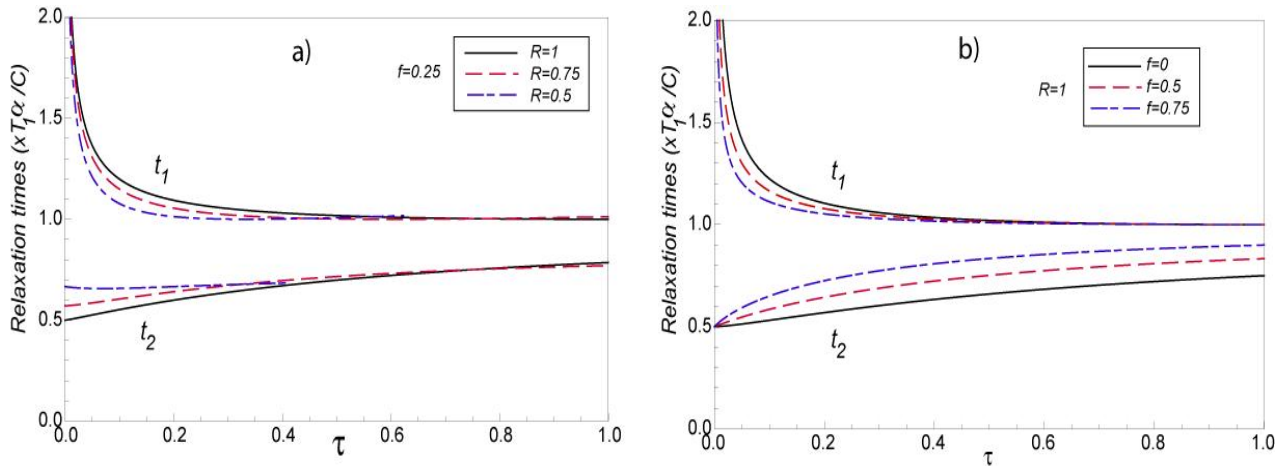 a)
Relaxation times (xT₁α/C)
2.0
1.5
1.0
0.5
0.0
f=0.25
R=1
R=0.75
R=0.5
t₁
t₂
0.0 0.2 0.4 0.6 0.8 1.0
τ
b)
Relaxation times (xT₁α/C)
2.0
1.5
1.0
0.5
0.0
R=1
f=0
f=0.5
f=0.75
t₁
t₂
0.0 0.2 0.4 0.6 0.8 1.0
τ